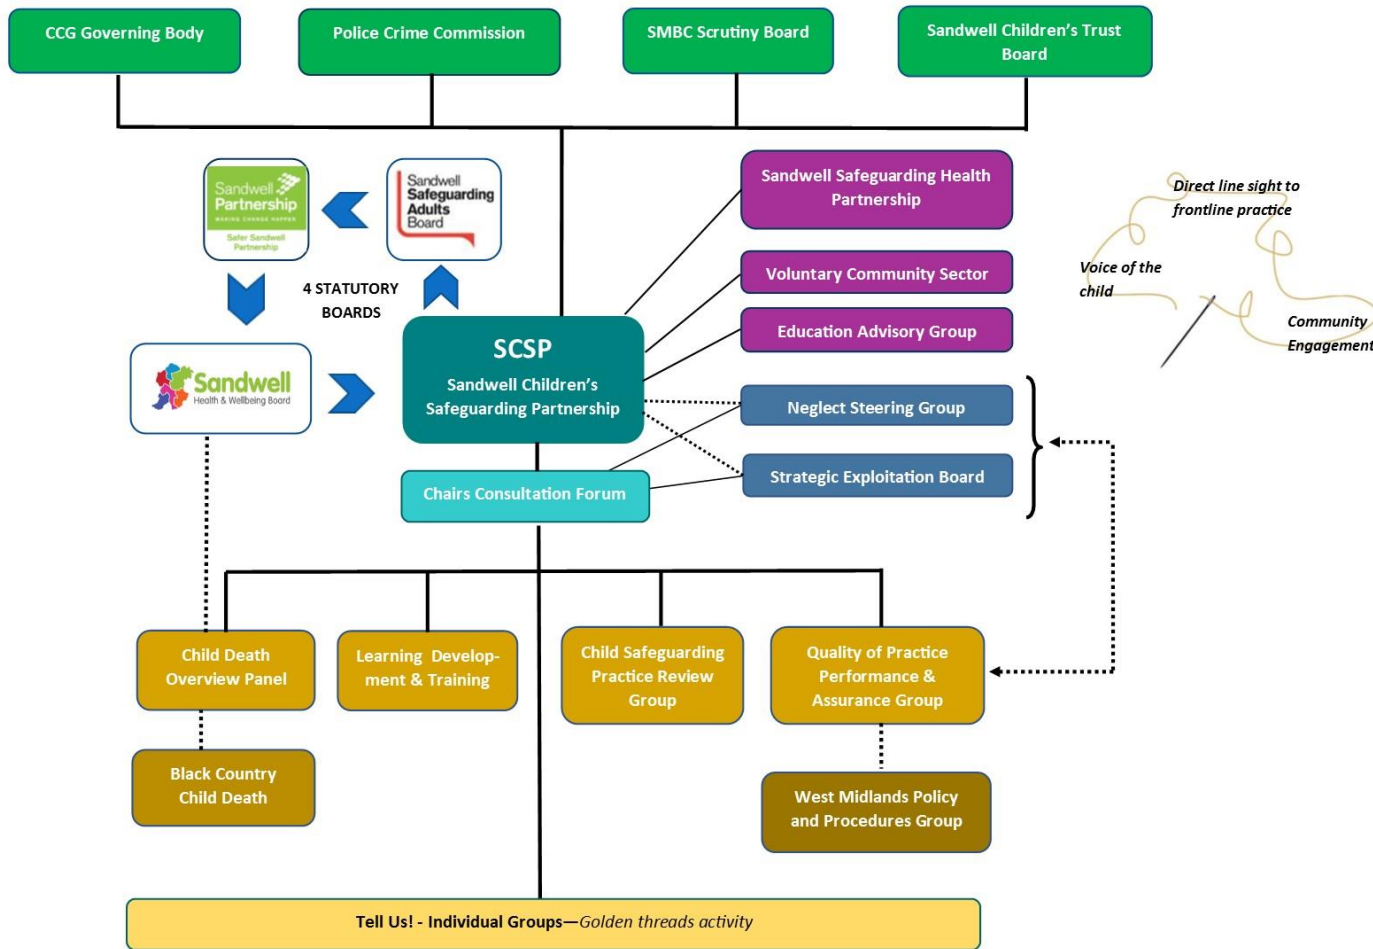 CCG Governing Body
Police Crime Commission
SMBC Scrutiny Board
Sandwell Children's Trust
Board
Sandwell
Partnership
MAKING CHANGE HAPPEN
Safer Sandwell
Partnership
Sandwell
Safeguarding
Adults
Board
4 STATUTORY
BOARDS
Sandwell
Health & Wellbeing Board
SCSP
Sandwell Children's
Safeguarding Partnership
Chairs Consultation Forum
Sandwell Safeguarding Health
Partnership
Voluntary Community Sector
Education Advisory Group
Neglect Steering Group
Strategic Exploitation Board
Direct line sight to
frontline practice
Voice of the
child
Community
Engagement
Child Death
Overview Panel
Learning Develop-
ment & Training
Child Safeguarding
Practice Review
Group
Quality of Practice
Performance &
Assurance Group
Black Country
Child Death
West Midlands Policy
and Procedures Group
Tell Us! - Individual Groups—Golden threads activity